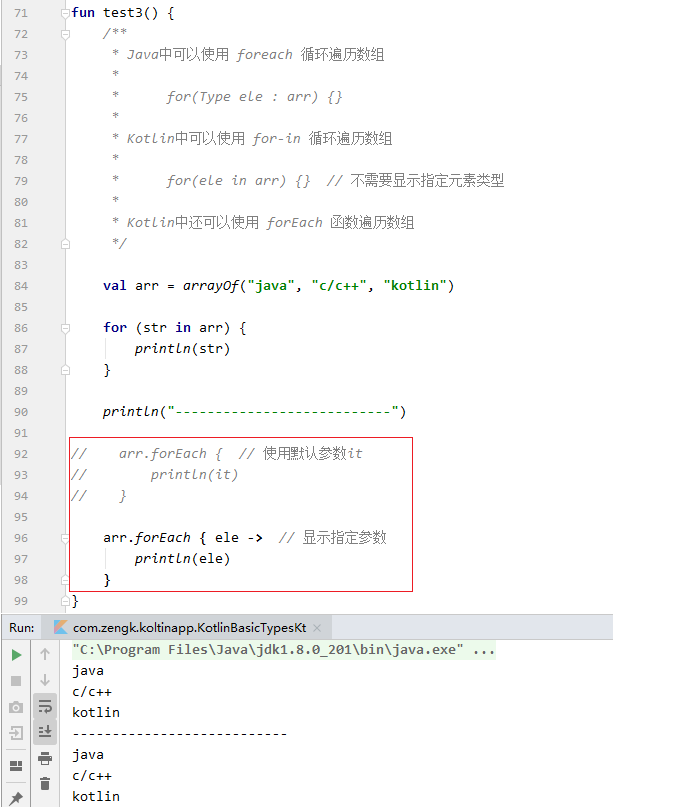 71 fun test3() {
72 /**
73 * Java中可以使用 foreach 循环遍历数组
74 *
75 * for(Type ele : arr) {}
76 *
77 * Kotlin中可以使用 for-in 循环遍历数组
78 *
79 * for(ele in arr) {} // 不需要显示指定元素类型
80 *
81 * Kotlin中还可以使用 forEach 函数遍历数组
82 */
83
84 val arr = arrayOf("java", "c/c++", "kotlin")
85
86 for (str in arr) {
87 println(str)
88 }
89
90 println("---------------------------")
91
92 // arr.forEach { // 使用默认参数it
93 // println(it)
94 // }
95
96 arr.forEach { ele -> // 显示指定参数
97 println(ele)
98 }
99 }
Run: com.zengk.koltinapp.KotlinBasicTypesKt ×
"C:\Program Files\Java\jdk1.8.0_201\bin\java.exe" ...
java
c/c++
kotlin
---------------------------
java
c/c++
kotlin